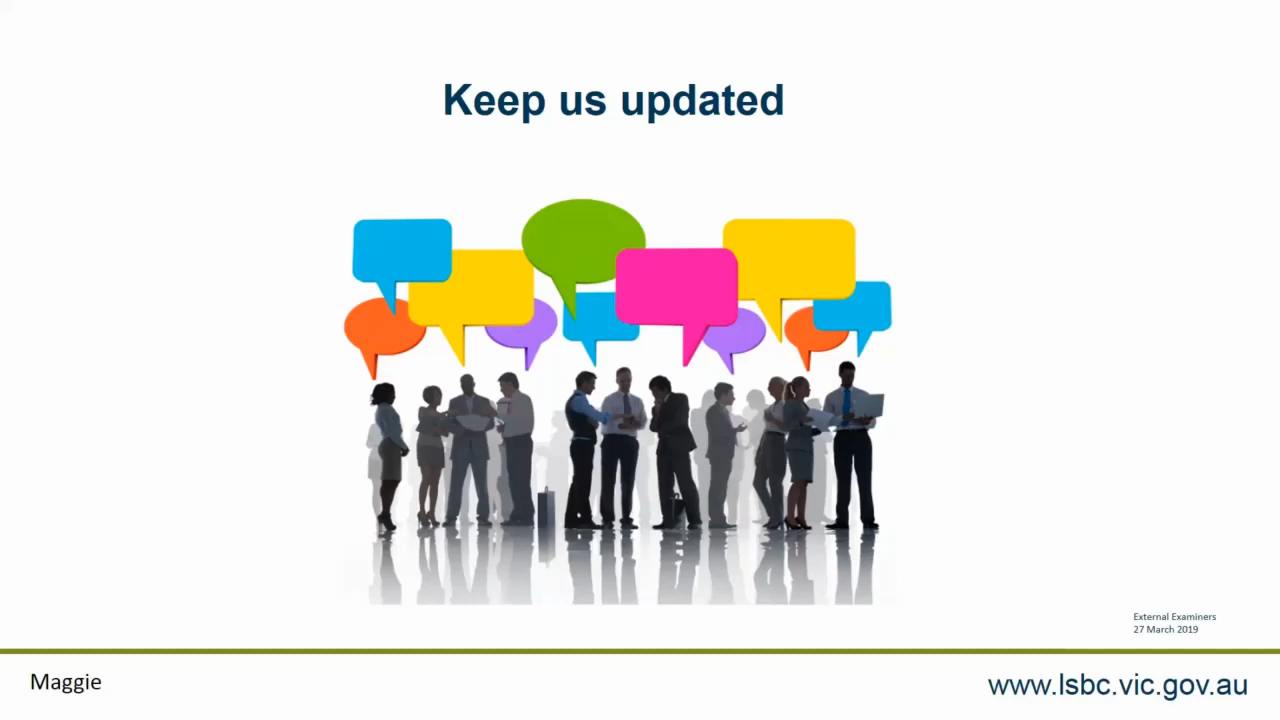 Keep us updated
External Examiners
27 March 2019
Maggie
www.lsbc.vic.gov.au